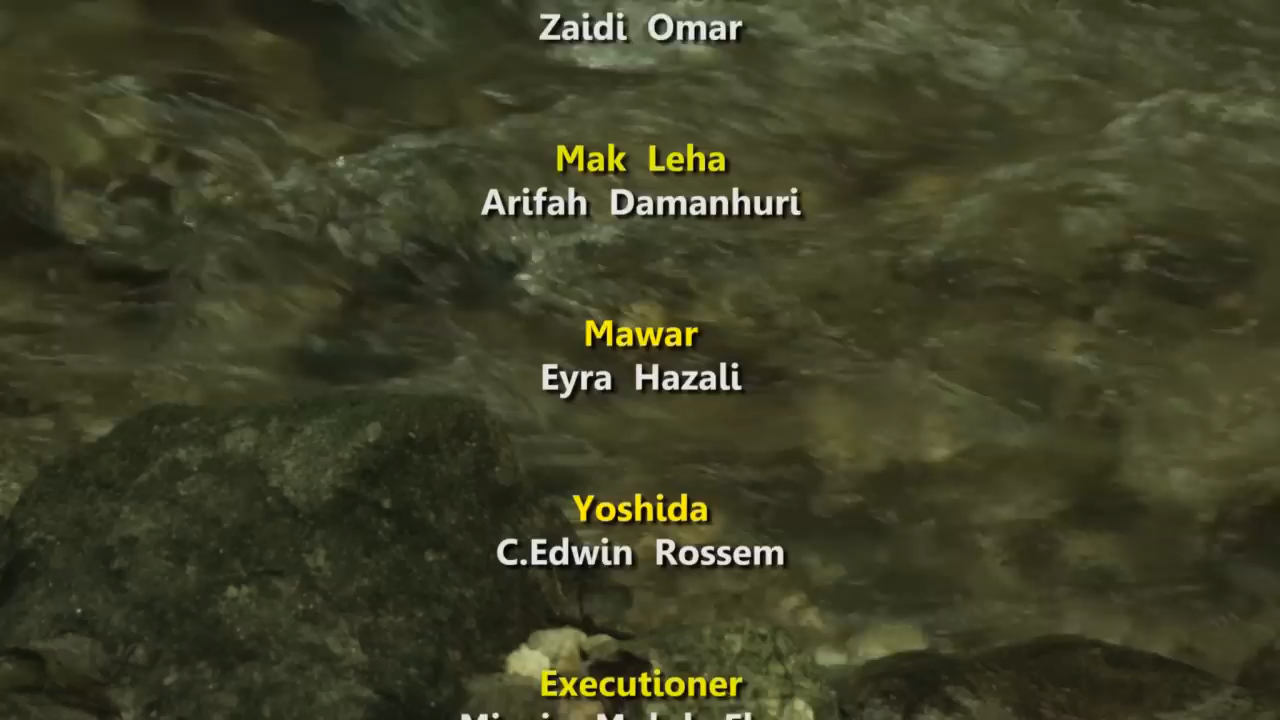 Zaidi Omar
Mak Leha
Arifah Damanhuri
Mawar
Eyra Hazali
Yoshida
C.Edwin Rossem
Executioner